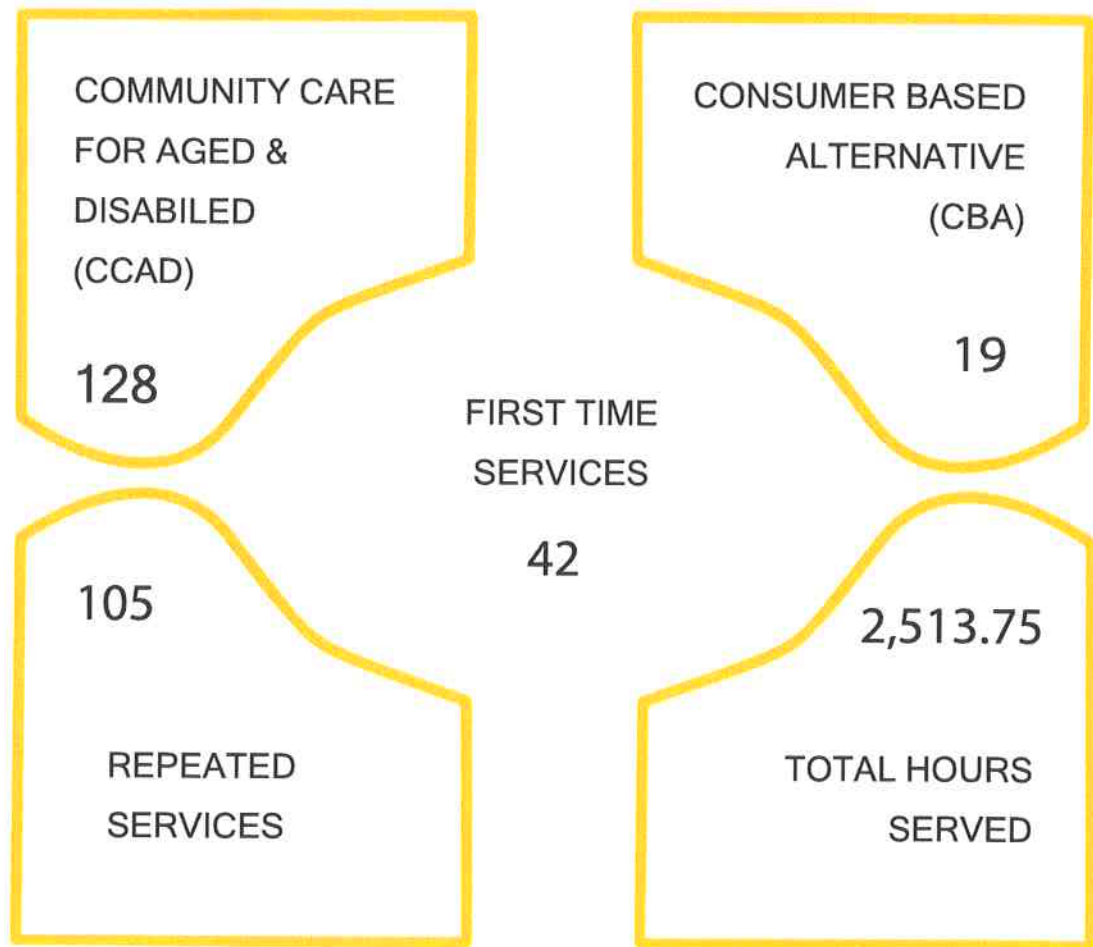 COMMUNITY CARE
FOR AGED &
DISABILED
(CCAD)
128
CONSUMER BASED
ALTERNATIVE
(CBA)
19
FIRST TIME
SERVICES
42
105
REPEATED
SERVICES
2,513.75
TOTAL HOURS
SERVED